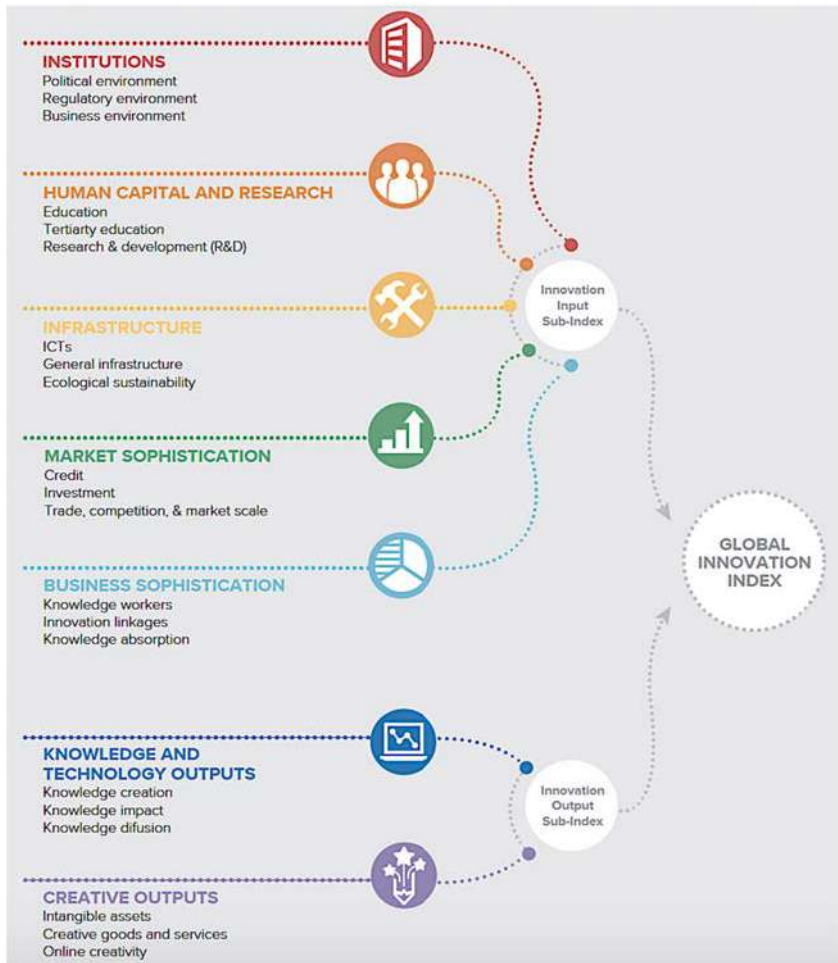 INSTITUTIONS
Political environment
Regulatory environment
Business environment
HUMAN CAPITAL AND RESEARCH
Education
Tertiarty education
Research & development (R&D)
INFRASTRUCTURE
ICTs
General infrastructure
Ecological sustainability
MARKET SOPHISTICATION
Credit
Investment
Trade, competition, & market scale
BUSINESS SOPHISTICATION
Knowledge workers
Innovation linkages
Knowledge absorption
KNOWLEDGE AND
TECHNOLOGY OUTPUTS
Knowledge creation
Knowledge impact
Knowledge difusion
CREATIVE OUTPUTS
Intangible assets
Creative goods and services
Online creativity
Innovation
Input
Sub-Index
Innovation
Output
Sub-Index
GLOBAL
INNOVATION
INDEX